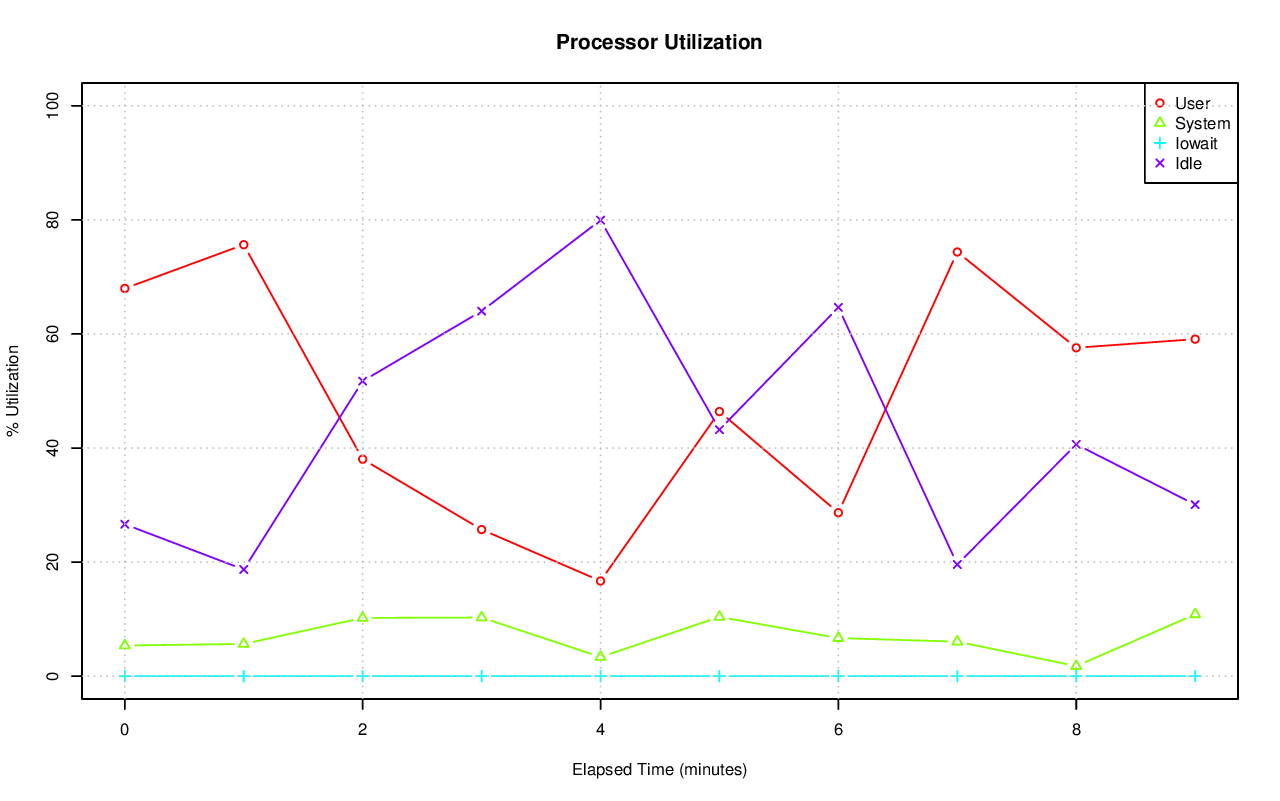 Processor Utilization
User
System
Iowait
Idle
% Utilization
100
80
60
40
20
0
0 2 4 6 8
Elapsed Time (minutes)